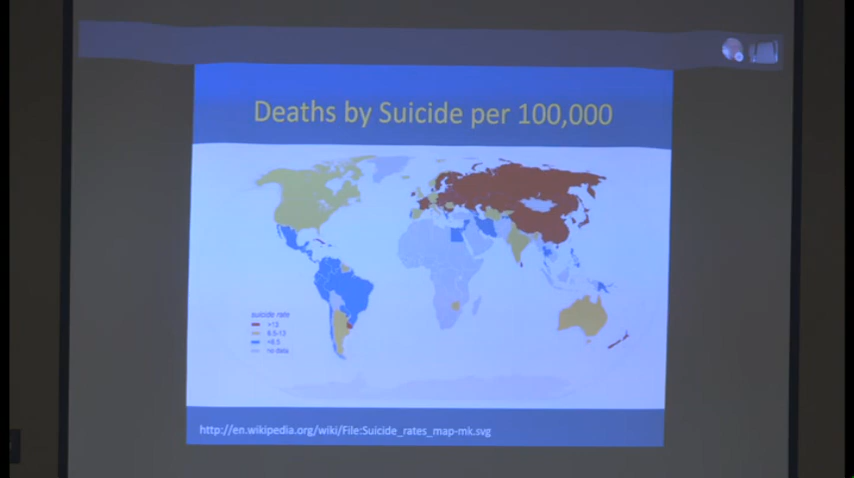 Deaths by Suicide per 100,000
suicide rate
>13
6.5-13
<6.5
no data
http://en.wikipedia.org/wiki/File:Suicide_rates_map-mk.svg